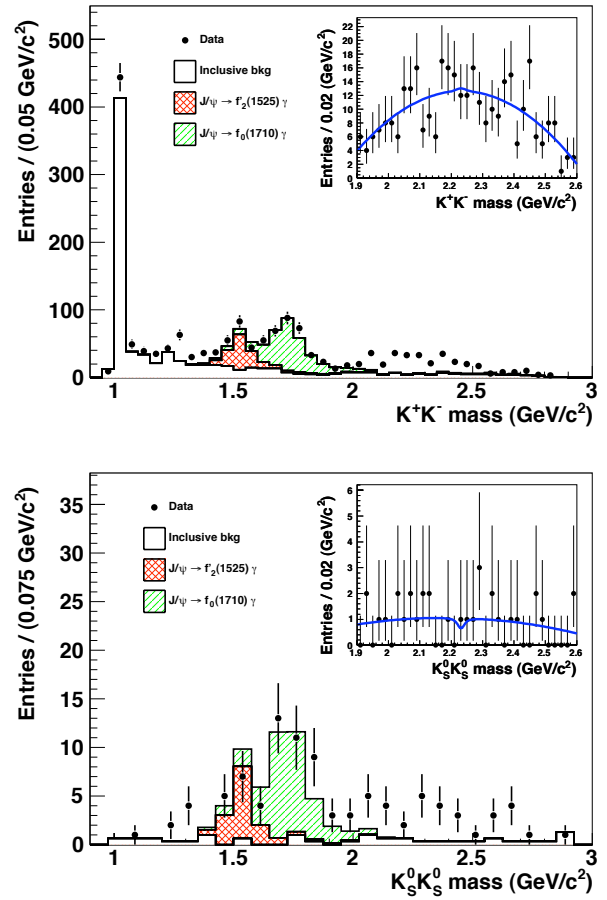 Entries / (0.05 GeV/c²)
500
400
300
200
100
0
Data
Inclusive bkg
J/ψ → f'₂(1525) γ
J/ψ → f₀(1710) γ
Entries / 0.02 (GeV/c²)
22
20
18
16
14
12
10
8
6
4
2
0
1.9 2 2.1 2.2 2.3 2.4 2.5 2.6
K⁺K⁻ mass (GeV/c²)
1 1.5 2 2.5 3
K⁺K⁻ mass (GeV/c²)
Entries / (0.075 GeV/c²)
35
30
25
20
15
10
5
0
Data
Inclusive bkg
J/ψ → f'₂(1525) γ
J/ψ → f₀(1710) γ
Entries / 0.02 (GeV/c²)
6
5
4
3
2
1
0
1.9 2 2.1 2.2 2.3 2.4 2.5 2.6
K⁰_S K⁰_S mass (GeV/c²)
1 1.5 2 2.5 3
K⁰_S K⁰_S mass (GeV/c²)